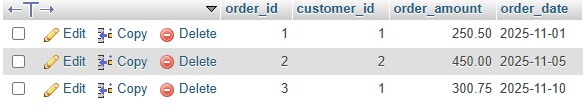 order_id customer_id order_amount order_date
Edit Copy Delete 1 1 250.50 2025-11-01
Edit Copy Delete 2 2 450.00 2025-11-05
Edit Copy Delete 3 1 300.75 2025-11-10